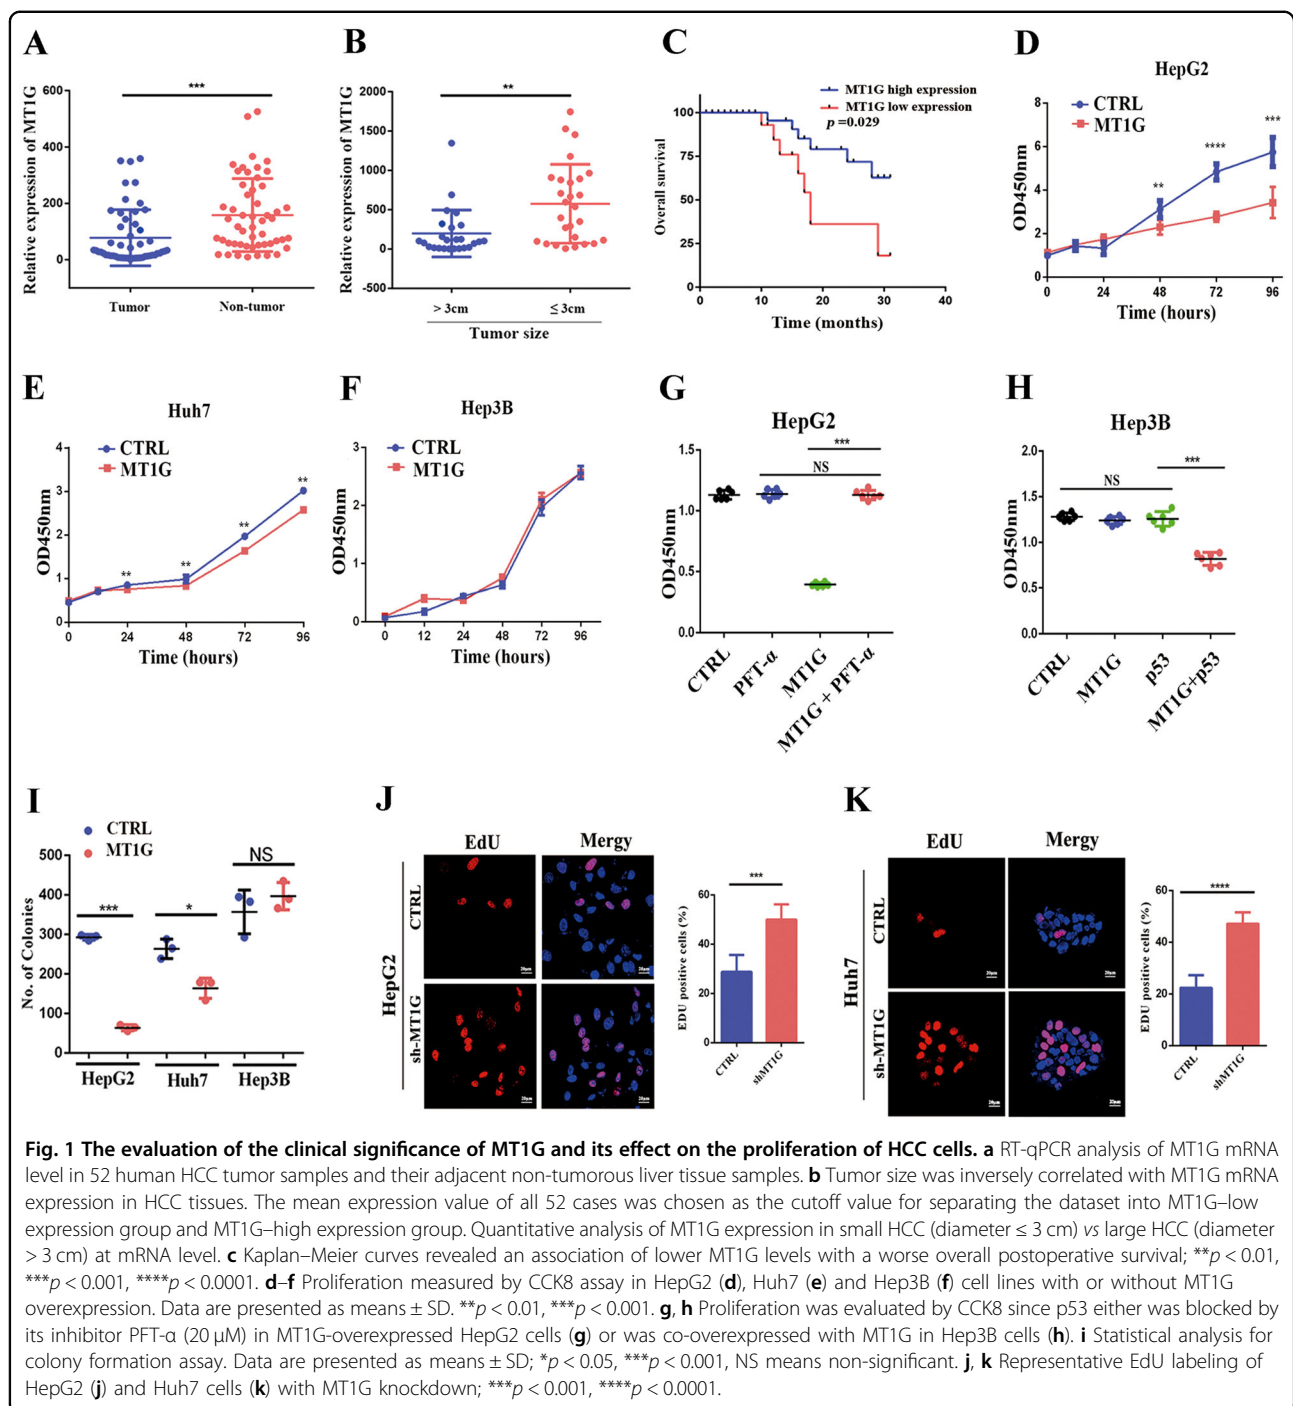 A
***
Relative expression of MT1G
600
400
200
0
Tumor
Non-tumor
B
**
Relative expression of MT1G
2000
1500
1000
500
0
-500
> 3cm
≤ 3cm
Tumor size
C
MT1G high expression
MT1G low expression
p =0.029
Overall survival
100
75
50
25
0
0
10
20
30
40
Time (months)
D
HepG2
CTRL
MT1G
OD450nm
8
6
4
2
0
**
****
***
0
24
48
72
96
Time (hours)
E
Huh7
CTRL
MT1G
OD450nm
4
3
2
1
0
**
**
**
**
0
24
48
72
96
Time (hours)
F
Hep3B
CTRL
MT1G
OD450nm
3
2
1
0
0
12
24
48
72
96
Time (hours)
G
HepG2
***
NS
OD450nm
1.5
1.0
0.5
0.0
CTRL
PFT-α
MT1G
MT1G + PFT-α
H
Hep3B
***
NS
OD450nm
2.0
1.5
1.0
0.5
0.0
CTRL
MT1G
p53
MT1G+p53
I
CTRL
MT1G
No. of Colonies
500
400
300
200
100
0
***
*
NS
HepG2
Huh7
Hep3B
J
EdU
Mergy
HepG2
CTRL
sh-MT1G
20μm
20μm
20μm
20μm
***
EDU positive cells (%)
60
40
20
0
CTRL
shMT1G
K
EdU
Mergy
Huh7
CTRL
sh-MT1G
20μm
20μm
20μm
20μm
****
EDU positive cells (%)
60
40
20
0
CTRL
shMT1G
Fig. 1 The evaluation of the clinical significance of MT1G and its effect on the proliferation of HCC cells. a RT-qPCR analysis of MT1G mRNA
level in 52 human HCC tumor samples and their adjacent non-tumorous liver tissue samples. b Tumor size was inversely correlated with MT1G mRNA
expression in HCC tissues. The mean expression value of all 52 cases was chosen as the cutoff value for separating the dataset into MT1G–low
expression group and MT1G–high expression group. Quantitative analysis of MT1G expression in small HCC (diameter ≤ 3 cm) vs large HCC (diameter
> 3 cm) at mRNA level. c Kaplan–Meier curves revealed an association of lower MT1G levels with a worse overall postoperative survival; **p < 0.01,
***p < 0.001, ****p < 0.0001. d–f Proliferation measured by CCK8 assay in HepG2 (d), Huh7 (e) and Hep3B (f) cell lines with or without MT1G
overexpression. Data are presented as means ± SD. **p < 0.01, ***p < 0.001. g, h Proliferation was evaluated by CCK8 since p53 either was blocked by
its inhibitor PFT-α (20 μM) in MT1G-overexpressed HepG2 cells (g) or was co-overexpressed with MT1G in Hep3B cells (h). i Statistical analysis for
colony formation assay. Data are presented as means ± SD; *p < 0.05, ***p < 0.001, NS means non-significant. j, k Representative EdU labeling of
HepG2 (j) and Huh7 cells (k) with MT1G knockdown; ***p < 0.001, ****p < 0.0001.